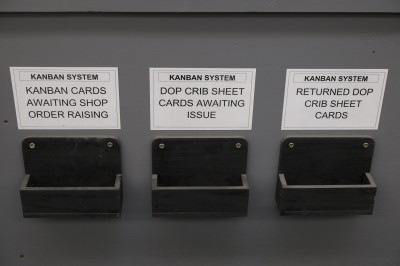 KANBAN SYSTEM
KANBAN CARDS
AWAITING SHOP
ORDER RAISING
KANBAN SYSTEM
DOP CRIB SHEET
CARDS AWAITING
ISSUE
KANBAN SYSTEM
RETURNED DOP
CRIB SHEET
CARDS